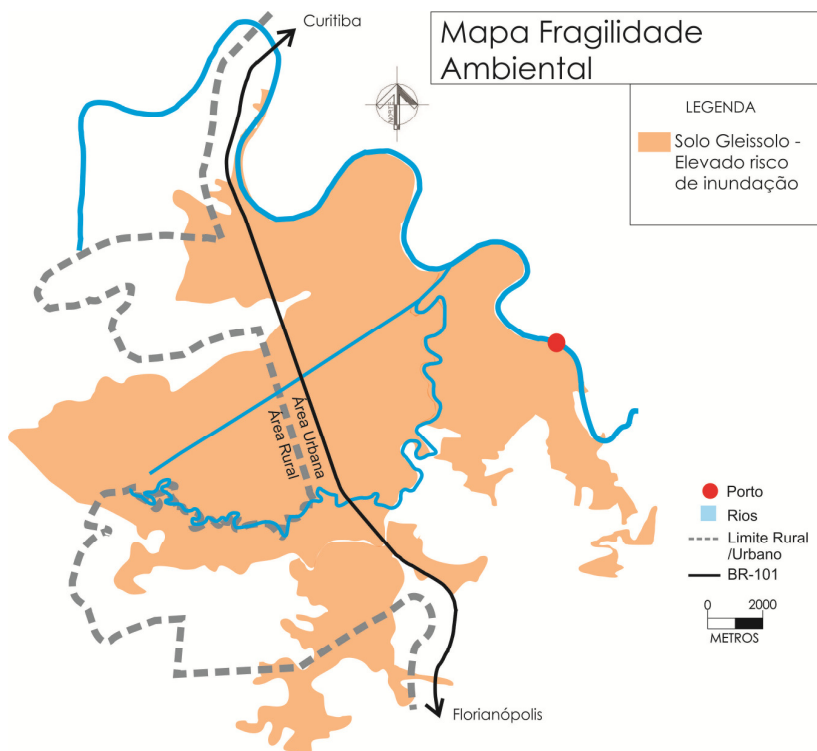 Curitiba
Mapa Fragilidade
Ambiental
NORTE
LEGENDA
Solo Gleissolo -
Elevado risco
de inundação
Área Urbana
Área Rural
Porto
Rios
Limite Rural
/Urbano
BR-101
0 2000
METROS
Florianópolis